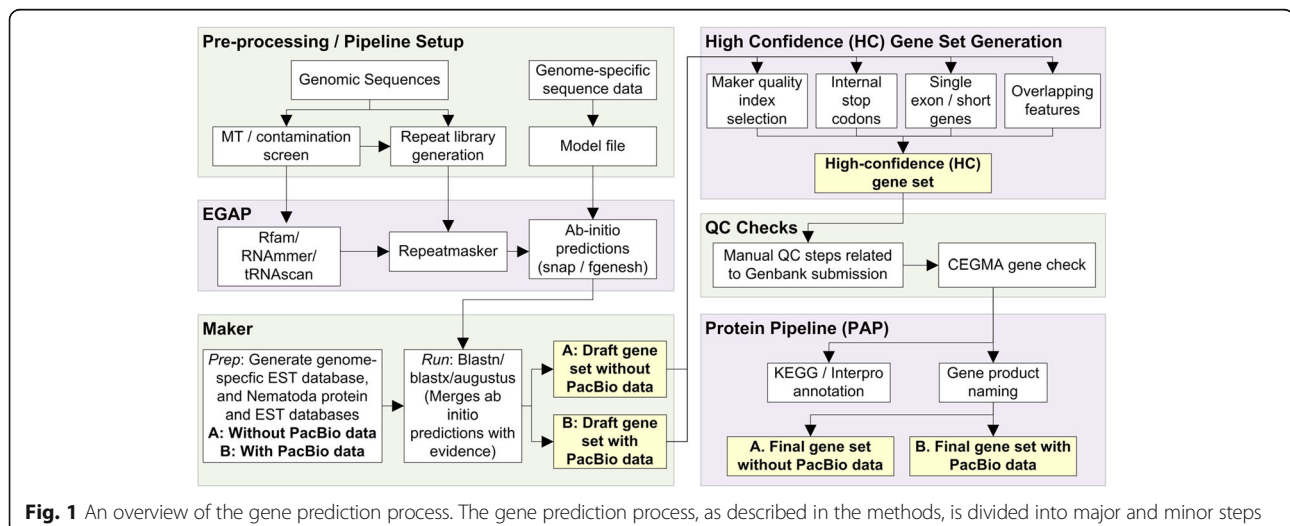 Pre-processing / Pipeline Setup
Genomic Sequences
Genome-specific
sequence data
MT / contamination
screen
Repeat library
generation
Model file
EGAP
Rfam/
RNAmmer/
tRNAscan
Repeatmasker
Ab-initio
predictions
(snap / fgenesh)
Maker
Prep: Generate genome-
specfic EST database,
and Nematoda protein
and EST databases
A: Without PacBio data
B: With PacBio data
Run: Blastn/
blastx/augustus
(Merges ab
initio
predictions with
evidence)
A: Draft gene
set without
PacBio data
B: Draft gene
set with
PacBio data
High Confidence (HC) Gene Set Generation
Maker quality
index
selection
Internal
stop
codons
Single
exon / short
genes
Overlapping
features
High-confidence (HC)
gene set
QC Checks
Manual QC steps related
to Genbank submission
CEGMA gene check
Protein Pipeline (PAP)
KEGG / Interpro
annotation
Gene product
naming
A. Final gene set
without PacBio data
B. Final gene set with
PacBio data
Fig. 1 An overview of the gene prediction process. The gene prediction process, as described in the methods, is divided into major and minor steps